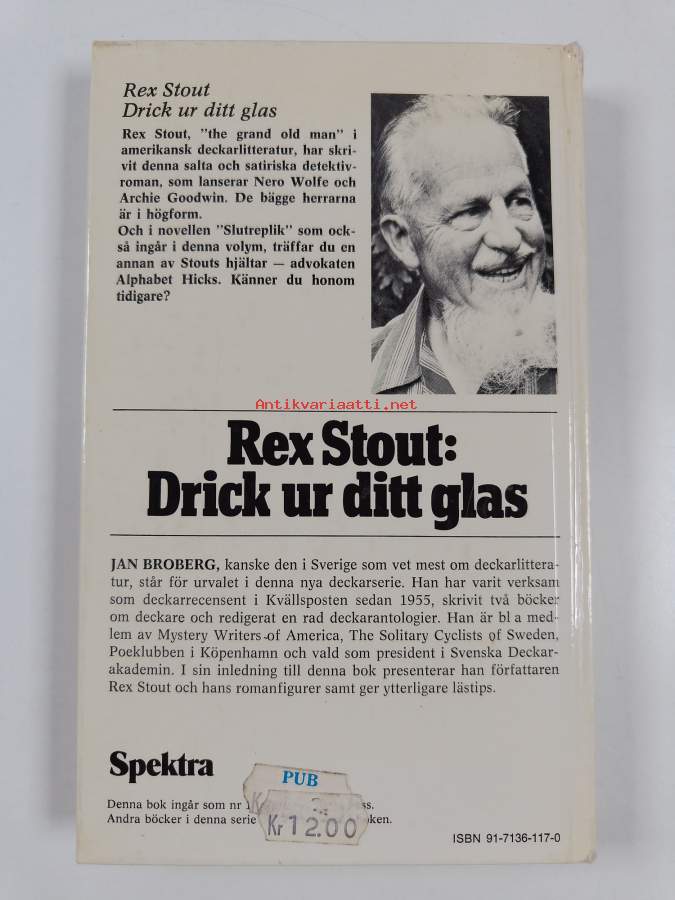 Rex Stout
Drick ur ditt glas
Rex Stout, "the grand old man" i
amerikansk deckarlitteratur, har skri-
vit denna salta och satiriska detektiv-
roman, som lanserar Nero Wolfe och
Archie Goodwin. De bägge herrarna
är i högform.
Och i novellen "Slutreplik" som ock-
så ingår i denna volym, träffar du en
annan av Stouts hjältar — advokaten
Alphabet Hicks. Känner du honom
tidigare?
Antikvariaatti.net
Rex Stout:
Drick ur ditt glas
JAN BROBERG, kanske den i Sverige som vet mest om deckarlittera-
tur, står för urvalet i denna nya deckarserie. Han har varit verksam
som deckarrecensent i Kvällsposten sedan 1955, skrivit två böcker
om deckare och redigerat en rad deckarantologier. Han är bl a med-
lem av Mystery Writers of America, The Solitary Cyclists of Sweden,
Poeklubben i Köpenhamn och vald som president i Svenska Deckar-
akademin. I sin inledning till denna bok presenterar han författaren
Rex Stout och hans romanfigurer samt ger ytterligare lästips.
Spektra
PUB
Denna bok ingår som nr
Andra böcker i denna serie
Kr 12.00
ISBN 91-7136-117-0